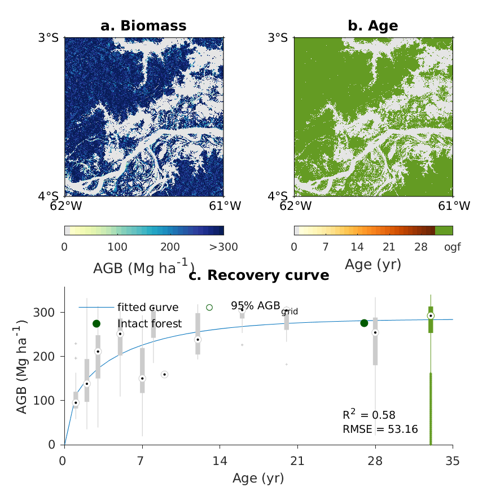 a. Biomass
b. Age
3°S
4°S
62°W
61°W
3°S
4°S
62°W
61°W
0 100 200 >300
AGB (Mg ha-1)
0 7 14 21 28 ogf
Age (yr)
c. Recovery curve
fitted curve
95% AGBgrid
Intact forest
300
200
100
0
AGB (Mg ha-1)
R2 = 0.58
RMSE = 53.16
0 7 14 21 28 35
Age (yr)